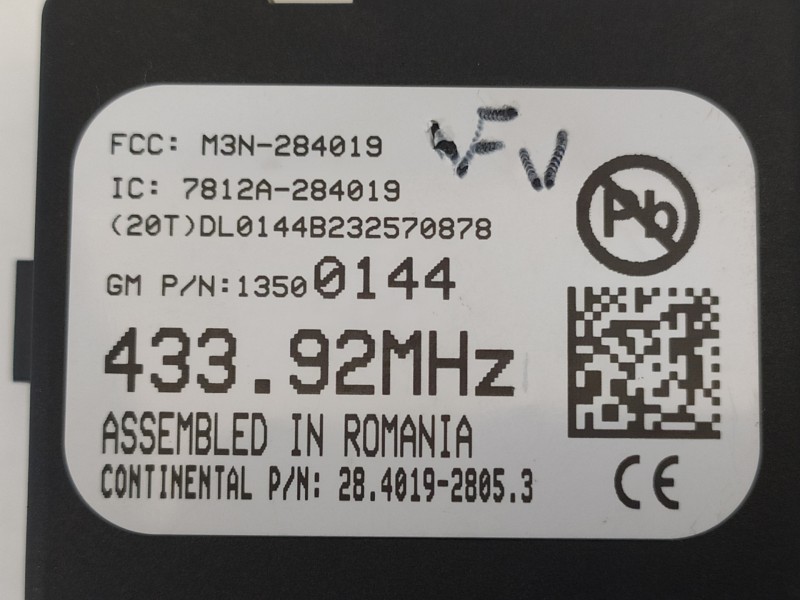 FCC: M3N-284019
IC: 7812A-284019
(20T)DL0144B232570878
GM P/N:13500144
433.92MHz
ASSEMBLED IN ROMANIA
CONTINENTAL P/N: 28.4019-2805.3
Pb
CE